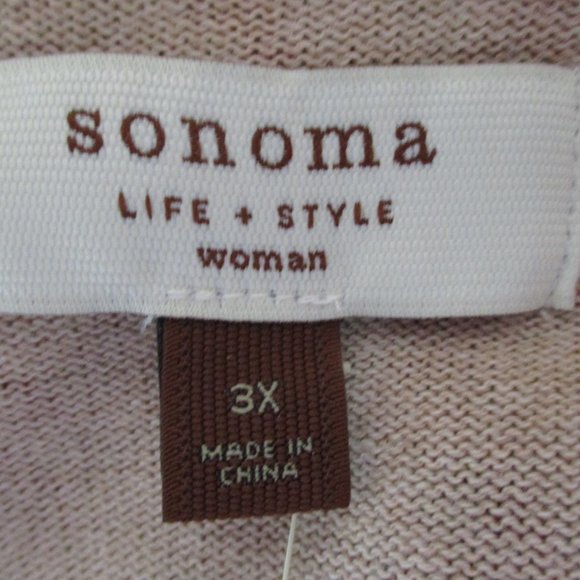 sonoma
LIFE + STYLE
woman
3X
MADE IN
CHINA